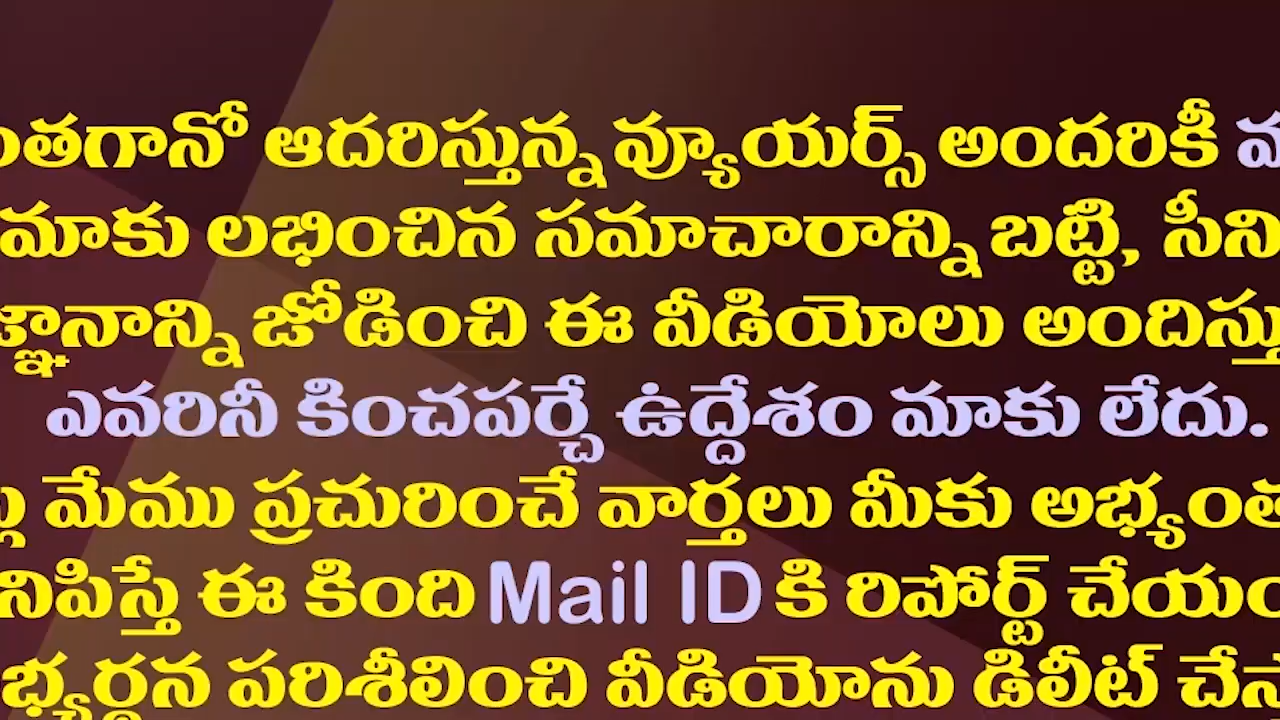 ఆదరిస్తున్న వ్యూయర్స్ అందరికీ
మాకు లభించిన సమాచారాన్ని బట్టి,
జోడించి ఈ వీడియోలు
ఎవరినీ కించపర్చే ఉద్దేశం మాకు లేదు.
మేము ప్రచురించే వార్తలు మీకు
ఈ కింది Mail ID కి రిపోర్ట్
పరిశీలించి వీడియోను డిలీట్